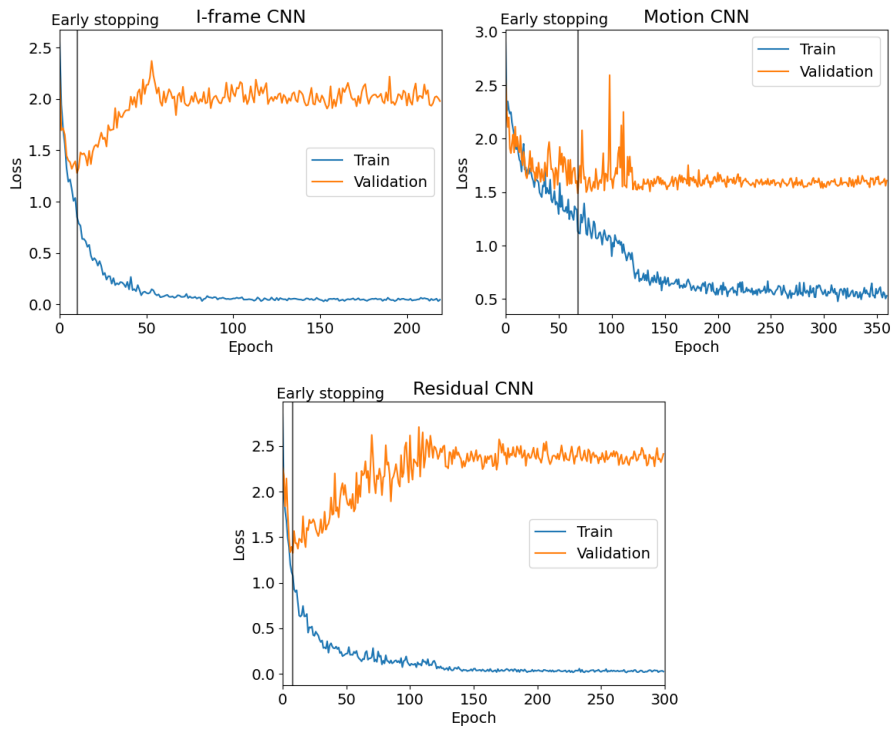 I-frame CNN
Early stopping
2.5
2.0
1.5
1.0
0.5
0.0
Loss
Train
Validation
0
50
100
150
200
Epoch
Motion CNN
Early stopping
3.0
2.5
2.0
1.5
1.0
0.5
Loss
Train
Validation
0
50
100
150
200
250
300
350
Epoch
Residual CNN
Early stopping
2.5
2.0
1.5
1.0
0.5
0.0
Loss
Train
Validation
0
50
100
150
200
250
300
Epoch